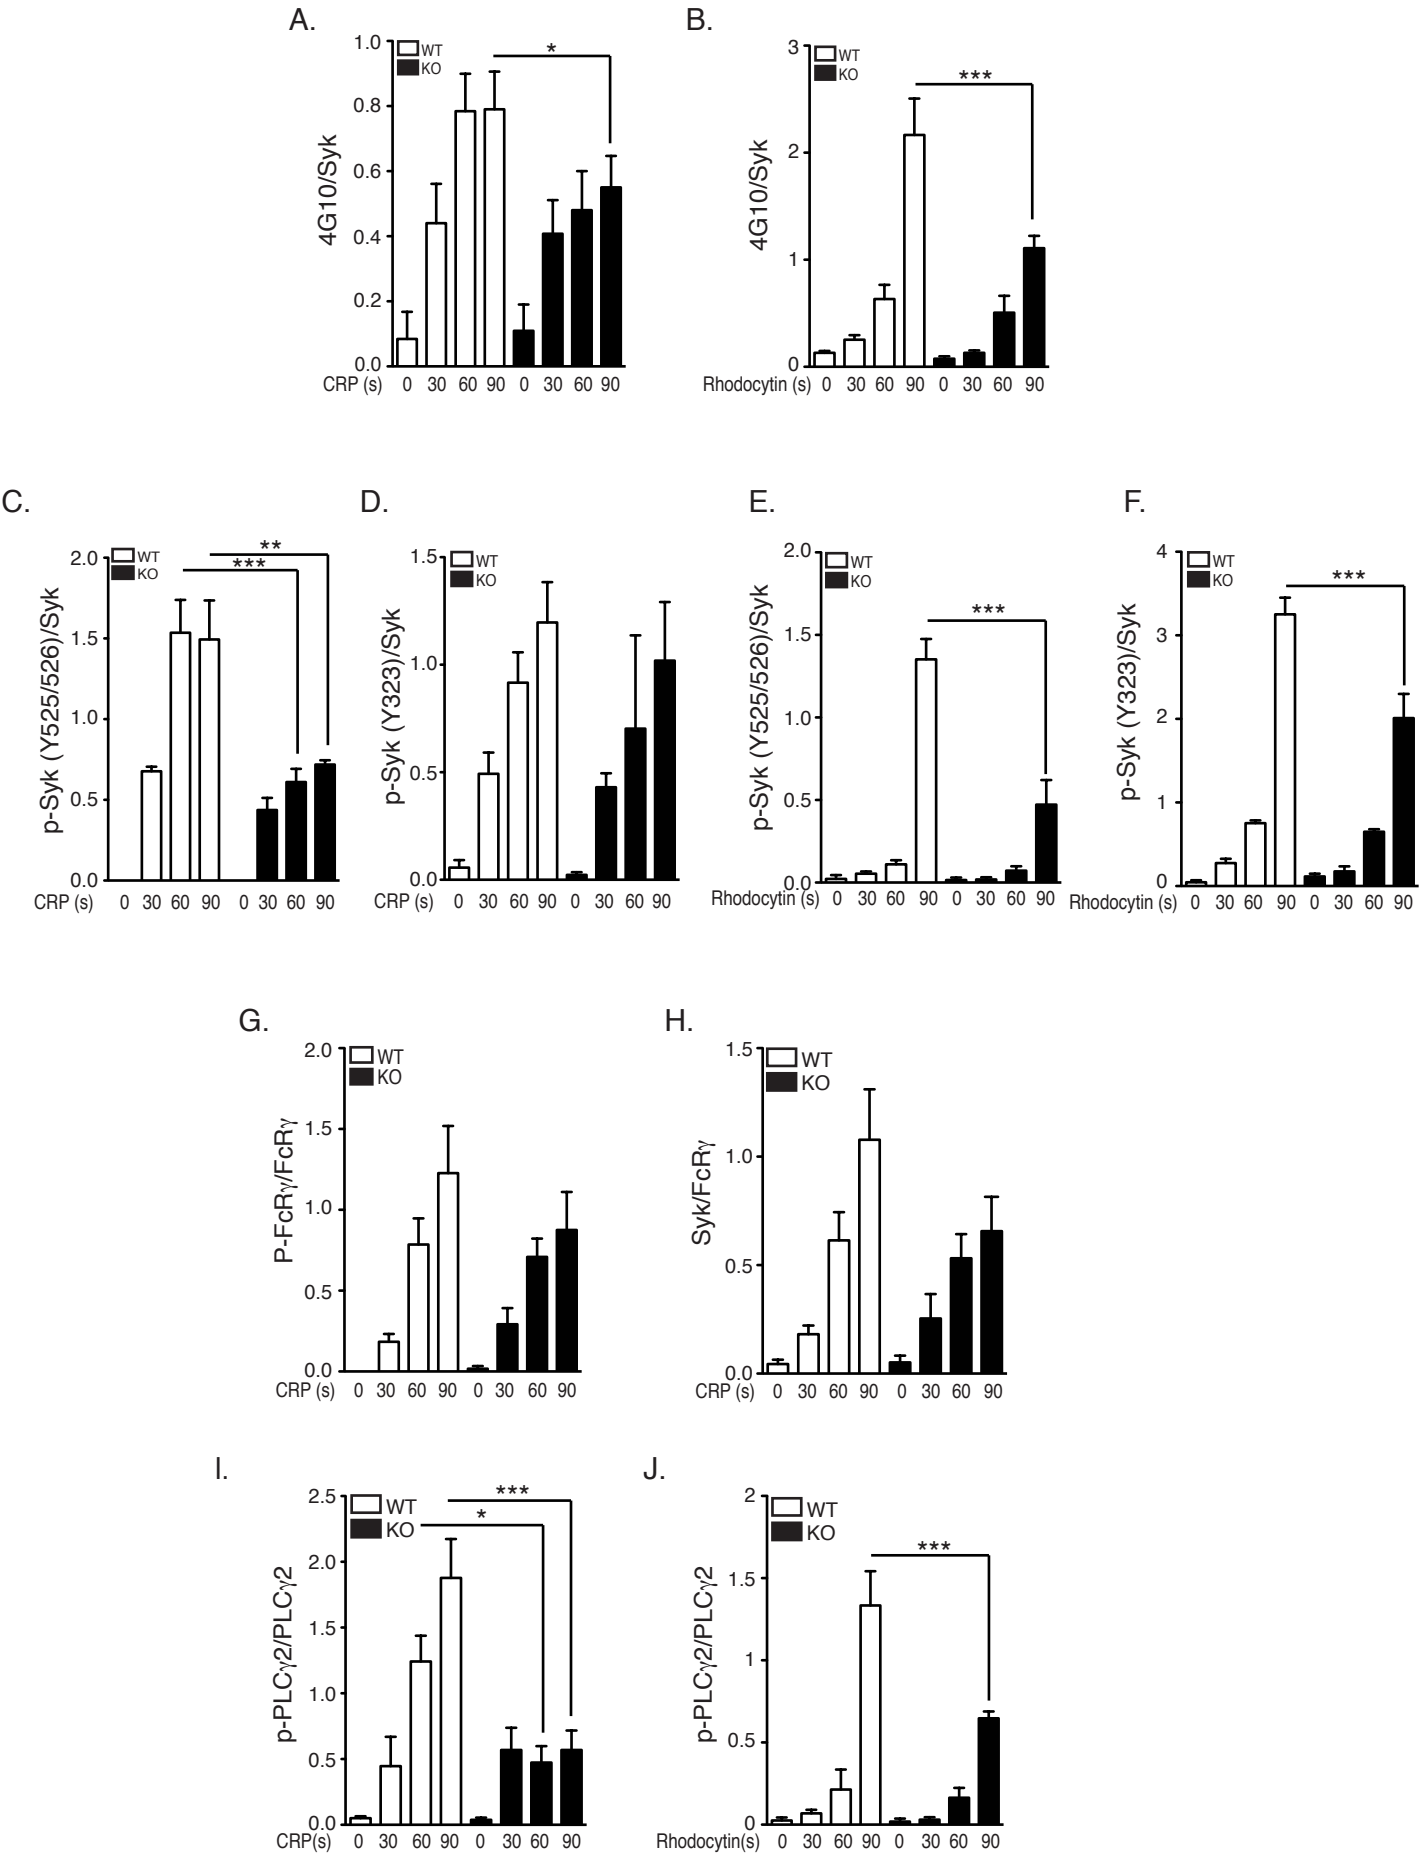 A.
1.0
WT
KO
*
0.8
0.6
0.4
0.2
0.0
4G10/Syk
CRP (s) 0 30 60 90 0 30 60 90
B.
3
WT
KO
***
2
1
0
4G10/Syk
Rhodocytin (s) 0 30 60 90 0 30 60 90
C.
2.0
WT
KO
**
***
1.5
1.0
0.5
0.0
p-Syk (Y525/526)/Syk
CRP (s) 0 30 60 90 0 30 60 90
D.
1.5
WT
KO
1.0
0.5
0.0
p-Syk (Y323)/Syk
CRP (s) 0 30 60 90 0 30 60 90
E.
2.0
WT
KO
***
1.5
1.0
0.5
0.0
p-Syk (Y525/526)/Syk
Rhodocytin (s) 0 30 60 90 0 30 60 90
F.
4
WT
KO
***
3
2
1
0
p-Syk (Y323)/Syk
Rhodocytin (s) 0 30 60 90 0 30 60 90
G.
2.0
WT
KO
1.5
1.0
0.5
0.0
P-FcRγ/FcRγ
CRP (s) 0 30 60 90 0 30 60 90
H.
1.5
WT
KO
1.0
0.5
0.0
Syk/FcRγ
CRP (s) 0 30 60 90 0 30 60 90
I.
2.5
WT
KO
***
*
2.0
1.5
1.0
0.5
0.0
p-PLCγ2/PLCγ2
CRP(s) 0 30 60 90 0 30 60 90
J.
2
WT
KO
***
1.5
1
0.5
0
p-PLCγ2/PLCγ2
Rhodocytin(s) 0 30 60 90 0 30 60 90